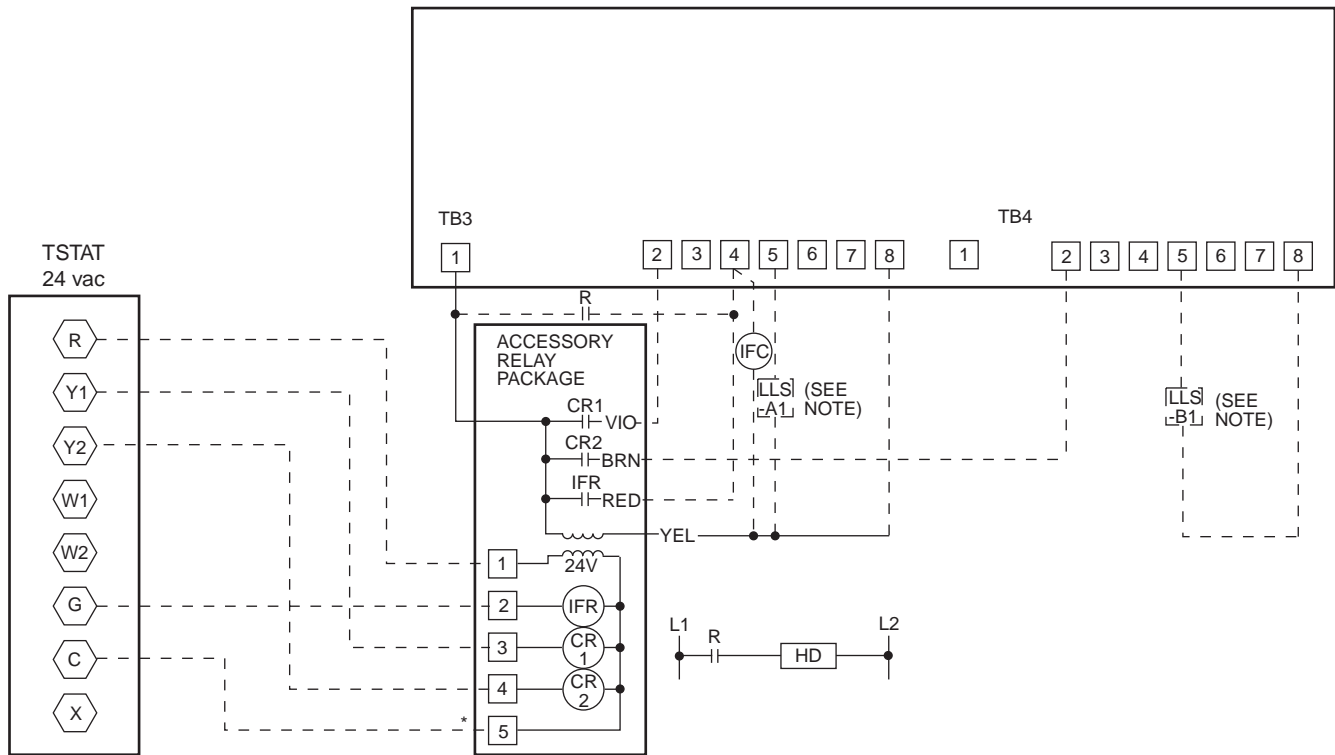 TB3
TB4
1
2
3
4
5
6
7
8
1
2
3
4
5
6
7
8
TSTAT
24 vac
R
Y1
Y2
W1
W2
G
C
X
R
ACCESSORY
RELAY
PACKAGE
CR1
VIO
CR2
BRN
IFR
RED
YEL
24V
1
2
IFR
3
CR
1
4
CR
2
* 5
IFC
LLS (SEE
-A1 NOTE)
LLS (SEE
-B1 NOTE)
L1
R
HD
L2